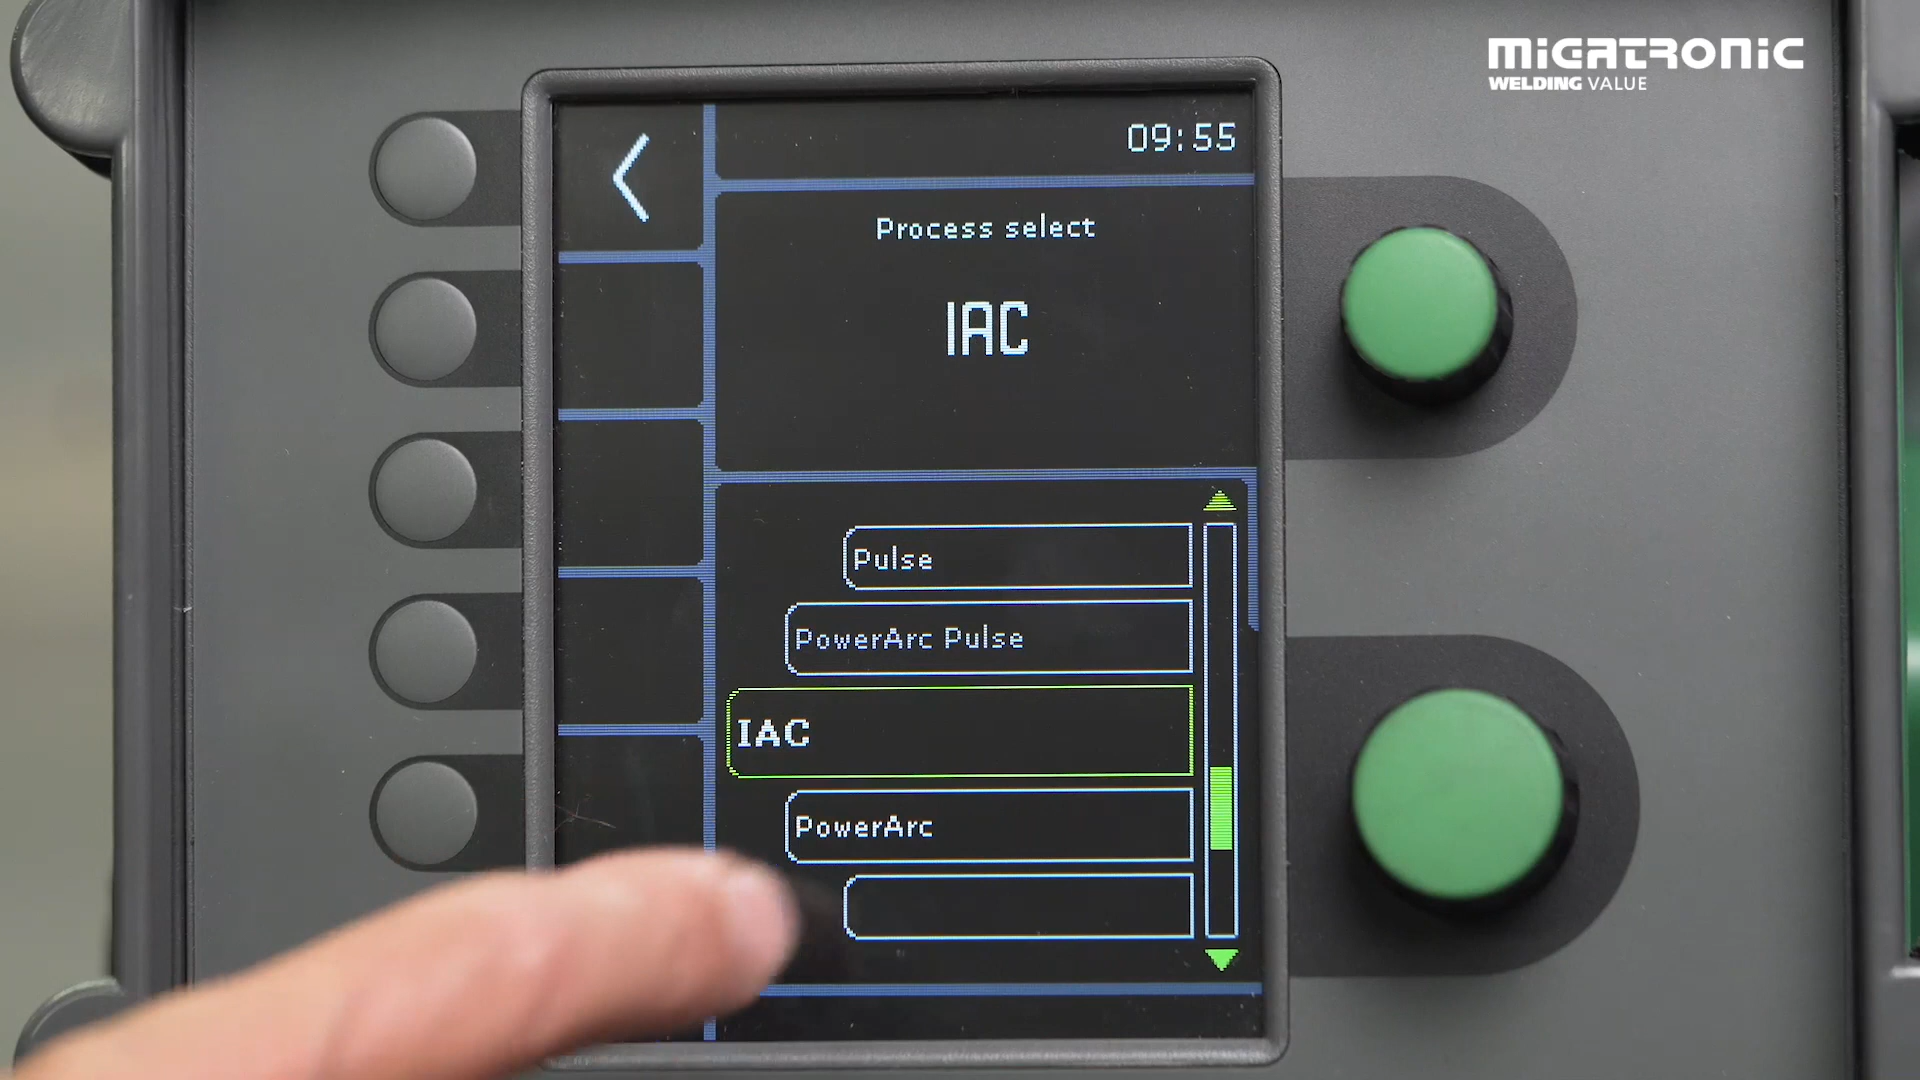 MIGATRONIC
WELDING VALUE
09:55
Process select
IAC
Pulse
PowerArc Pulse
IAC
PowerArc